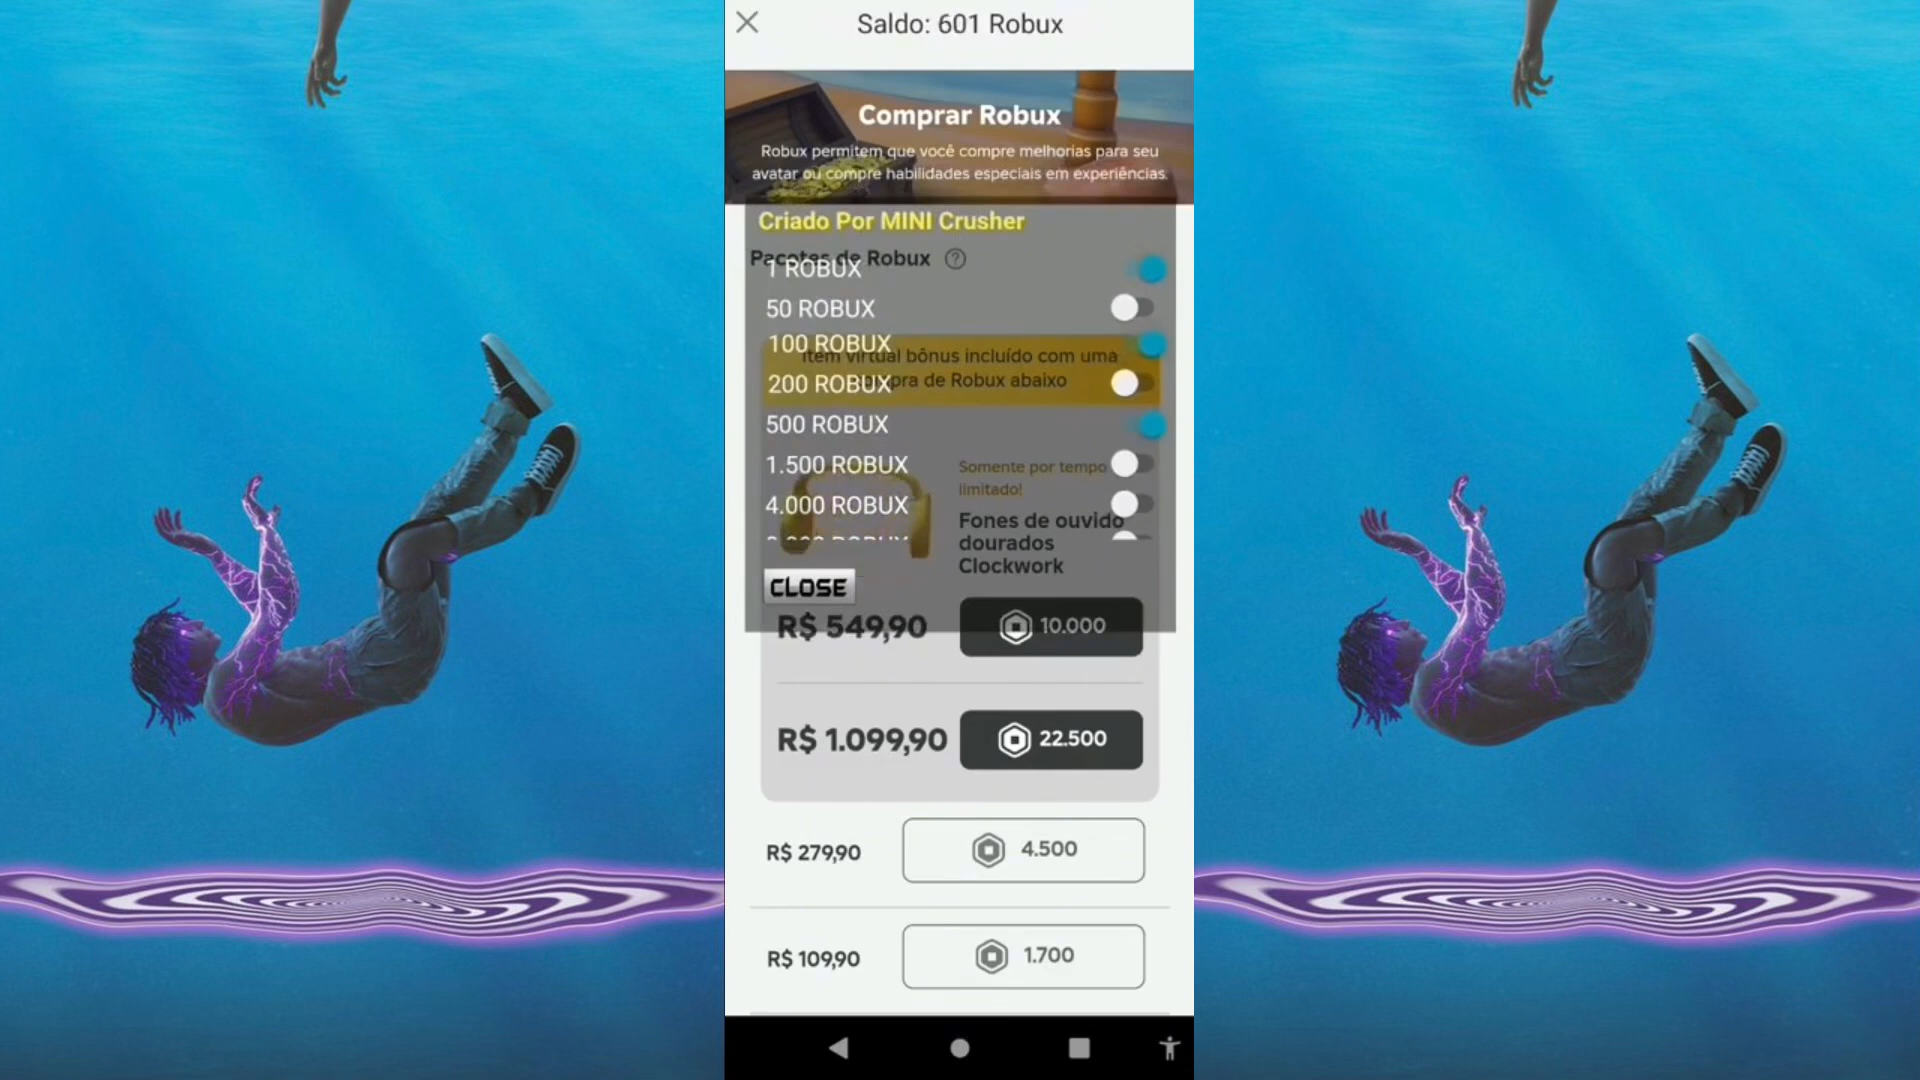 Saldo: 601 Robux
Comprar Robux
Robux permitem que você compre melhorias para seu
avatar ou compre habilidades especiais em experiências.
Criado Por MINI Crusher
Pacotes de Robux ?
1 ROBUX
50 ROBUX
100 ROBUX
Item virtual bônus incluído com uma
compra de Robux abaixo
200 ROBUX
500 ROBUX
1.500 ROBUX
Somente por tempo
limitado!
4.000 ROBUX
Fones de ouvido
dourados
Clockwork
CLOSE
R$ 549,90 10.000
R$ 1.099,90 22.500
R$ 279,90 4.500
R$ 109,90 1.700